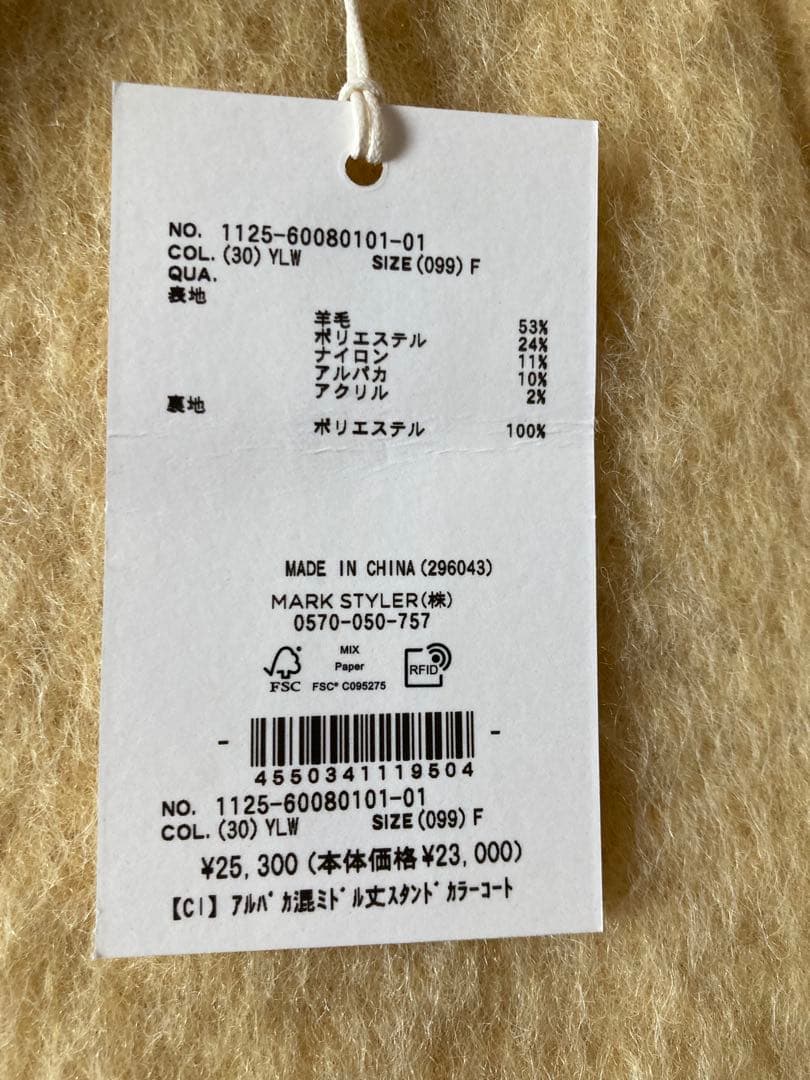 NO. 1125-60080101-01
COL. (30) YLW SIZE (099) F
QUA.
表地
羊毛 53%
ポリエステル 24%
ナイロン 11%
アルパカ 10%
アクリル 2%
裏地
ポリエステル 100%
MADE IN CHINA (296043)
MARK STYLER(株)
0570-050-757
MIX
Paper
FSC FSC® C095275
RFID
4550341119504
NO. 1125-60080101-01
COL. (30) YLW SIZE (099) F
¥25,300 (本体価格¥23,000)
【CI】 ｱﾙﾊﾟｶ混ﾐﾄﾞﾙ丈ｽﾀﾝﾄﾞｶﾗｰｺｰﾄ